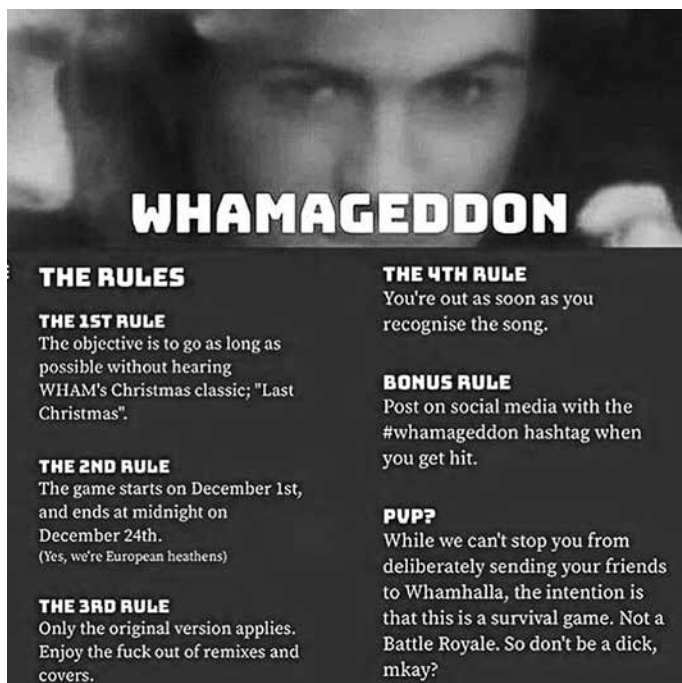 WHAMAGEDDON
THE RULES
THE 1ST RULE
The objective is to go as long as
possible without hearing
WHAM's Christmas classic; "Last
Christmas".
THE 2ND RULE
The game starts on December 1st,
and ends at midnight on
December 24th.
(Yes, we're European heathens)
THE 3RD RULE
Only the original version applies.
Enjoy the fuck out of remixes and
covers.
THE 4TH RULE
You're out as soon as you
recognise the song.
BONUS RULE
Post on social media with the
#whamageddon hashtag when
you get hit.
PVP?
While we can't stop you from
deliberately sending your friends
to Whamhalla, the intention is
that this is a survival game. Not a
Battle Royale. So don't be a dick,
mkay?